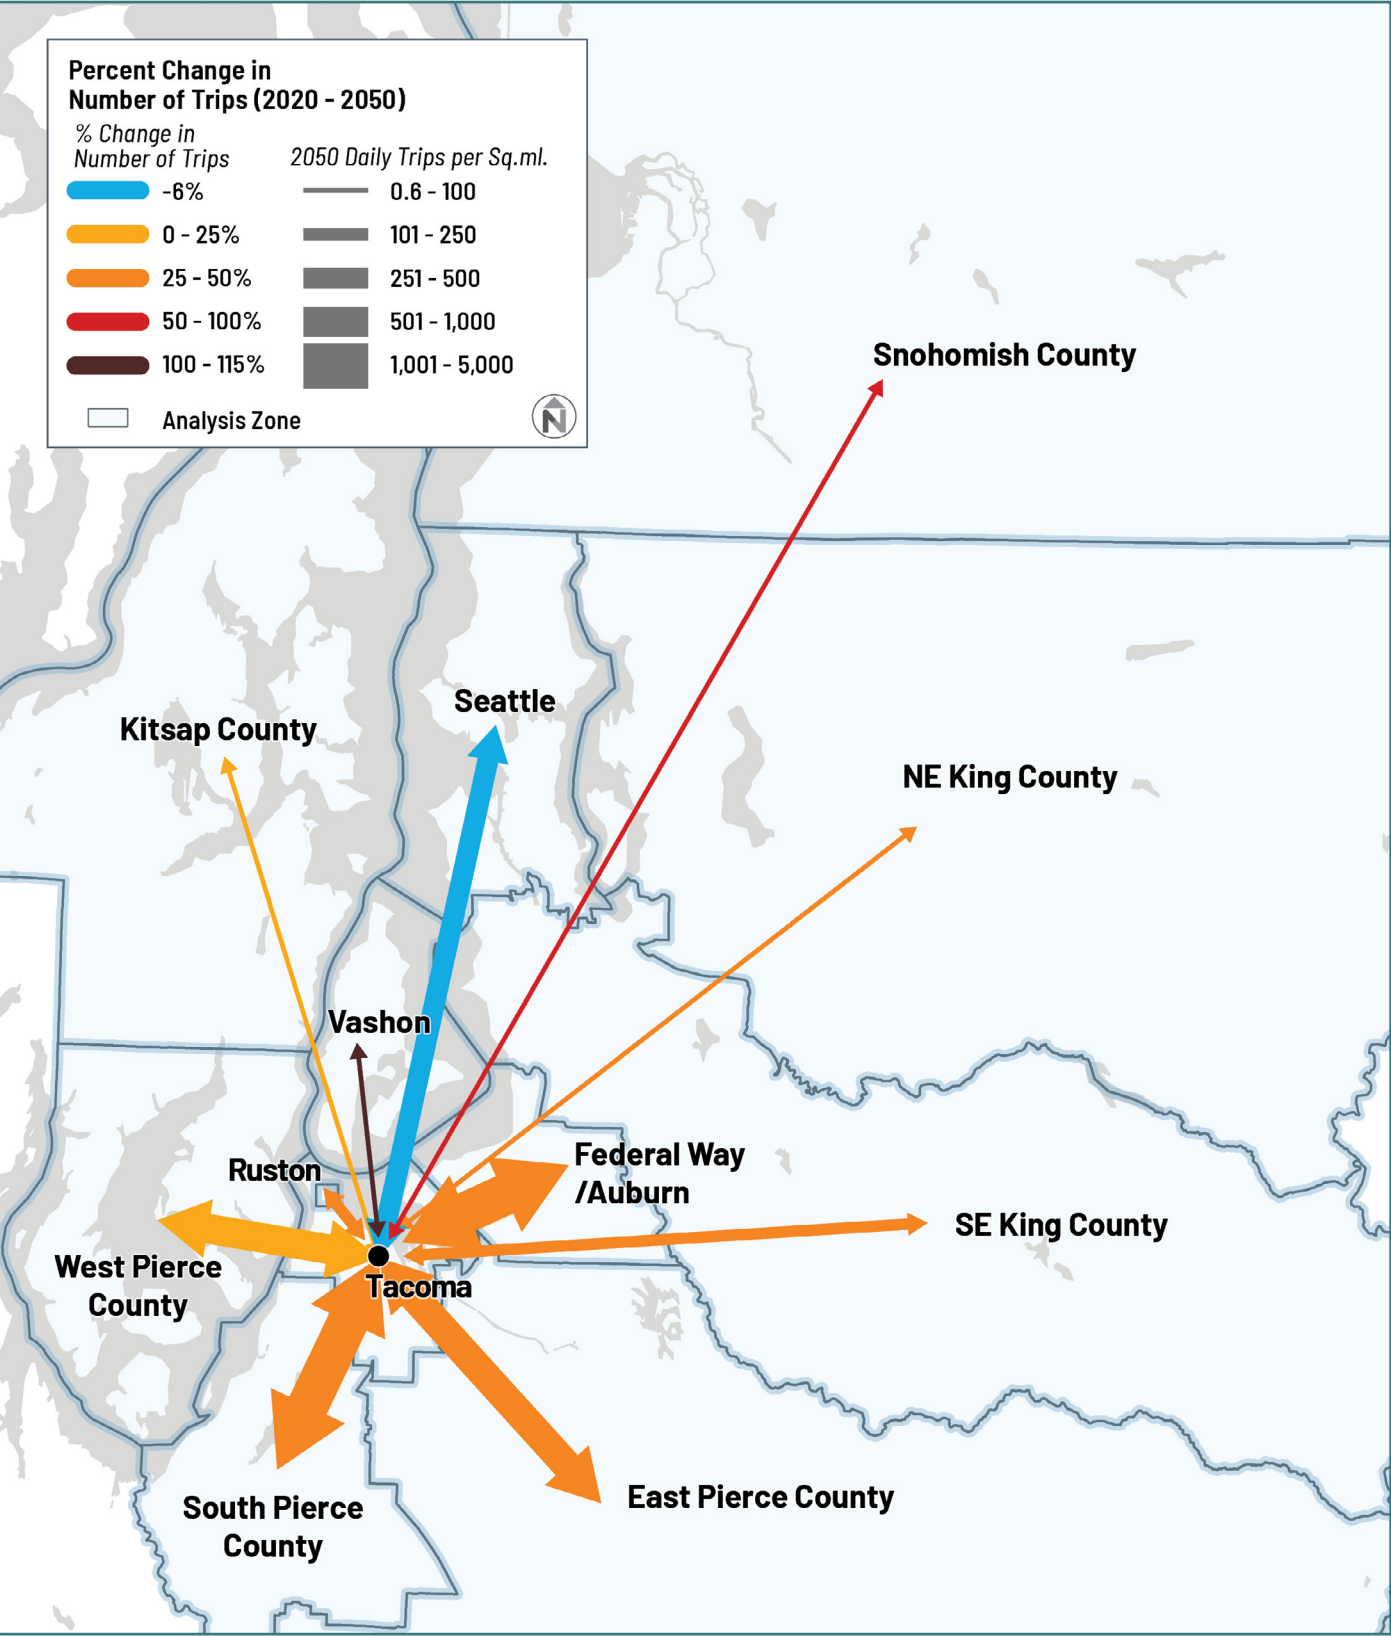 Percent Change in
Number of Trips (2020 - 2050)
% Change in
Number of Trips
2050 Daily Trips per Sq.ml.
-6%
0.6 - 100
0 - 25%
101 - 250
25 - 50%
251 - 500
50 - 100%
501 - 1,000
100 - 115%
1,001 - 5,000
Analysis Zone
N
Snohomish County
Seattle
Kitsap County
NE King County
Vashon
Federal Way
/Auburn
Ruston
SE King County
West Pierce
County
Tacoma
East Pierce County
South Pierce
County